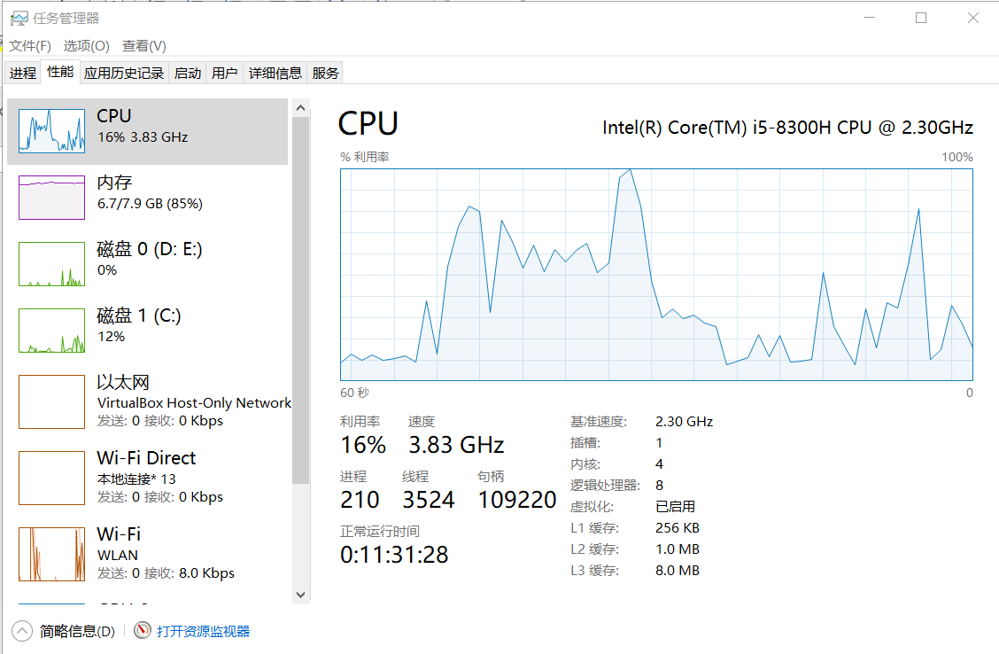 任务管理器
文件(F) 选项(O) 查看(V)
进程 性能 应用历史记录 启动 用户 详细信息 服务
CPU
16% 3.83 GHz
内存
6.7/7.9 GB (85%)
磁盘 0 (D: E:)
0%
磁盘 1 (C:)
12%
以太网
VirtualBox Host-Only Network
发送: 0 接收: 0 Kbps
Wi-Fi Direct
本地连接* 13
发送: 0 接收: 0 Kbps
Wi-Fi
WLAN
发送: 0 接收: 8.0 Kbps
CPU
Intel(R) Core(TM) i5-8300H CPU @ 2.30GHz
% 利用率 100%
60 秒 0
利用率 速度
16% 3.83 GHz
进程 线程 句柄
210 3524 109220
正常运行时间
0:11:31:28
基准速度: 2.30 GHz
插槽: 1
内核: 4
逻辑处理器: 8
虚拟化: 已启用
L1 缓存: 256 KB
L2 缓存: 1.0 MB
L3 缓存: 8.0 MB
简略信息(D) 打开资源监视器